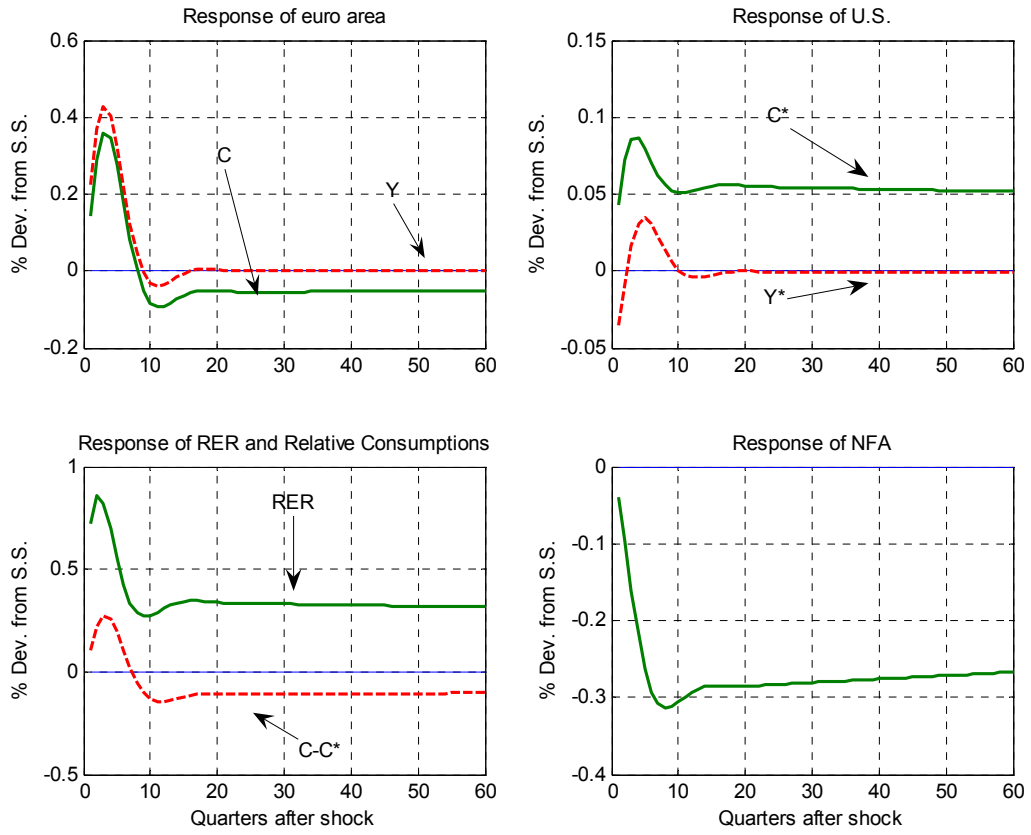 Response of euro area
% Dev. from S.S.
0.6
0.4
0.2
0
-0.2
C
Y
0 10 20 30 40 50 60
Response of U.S.
% Dev. from S.S.
0.15
0.1
0.05
0
-0.05
C*
Y*
0 10 20 30 40 50 60
Response of RER and Relative Consumptions
% Dev. from S.S.
1
0.5
0
-0.5
RER
C-C*
0 10 20 30 40 50 60
Quarters after shock
Response of NFA
% Dev. from S.S.
0
-0.1
-0.2
-0.3
-0.4
0 10 20 30 40 50 60
Quarters after shock